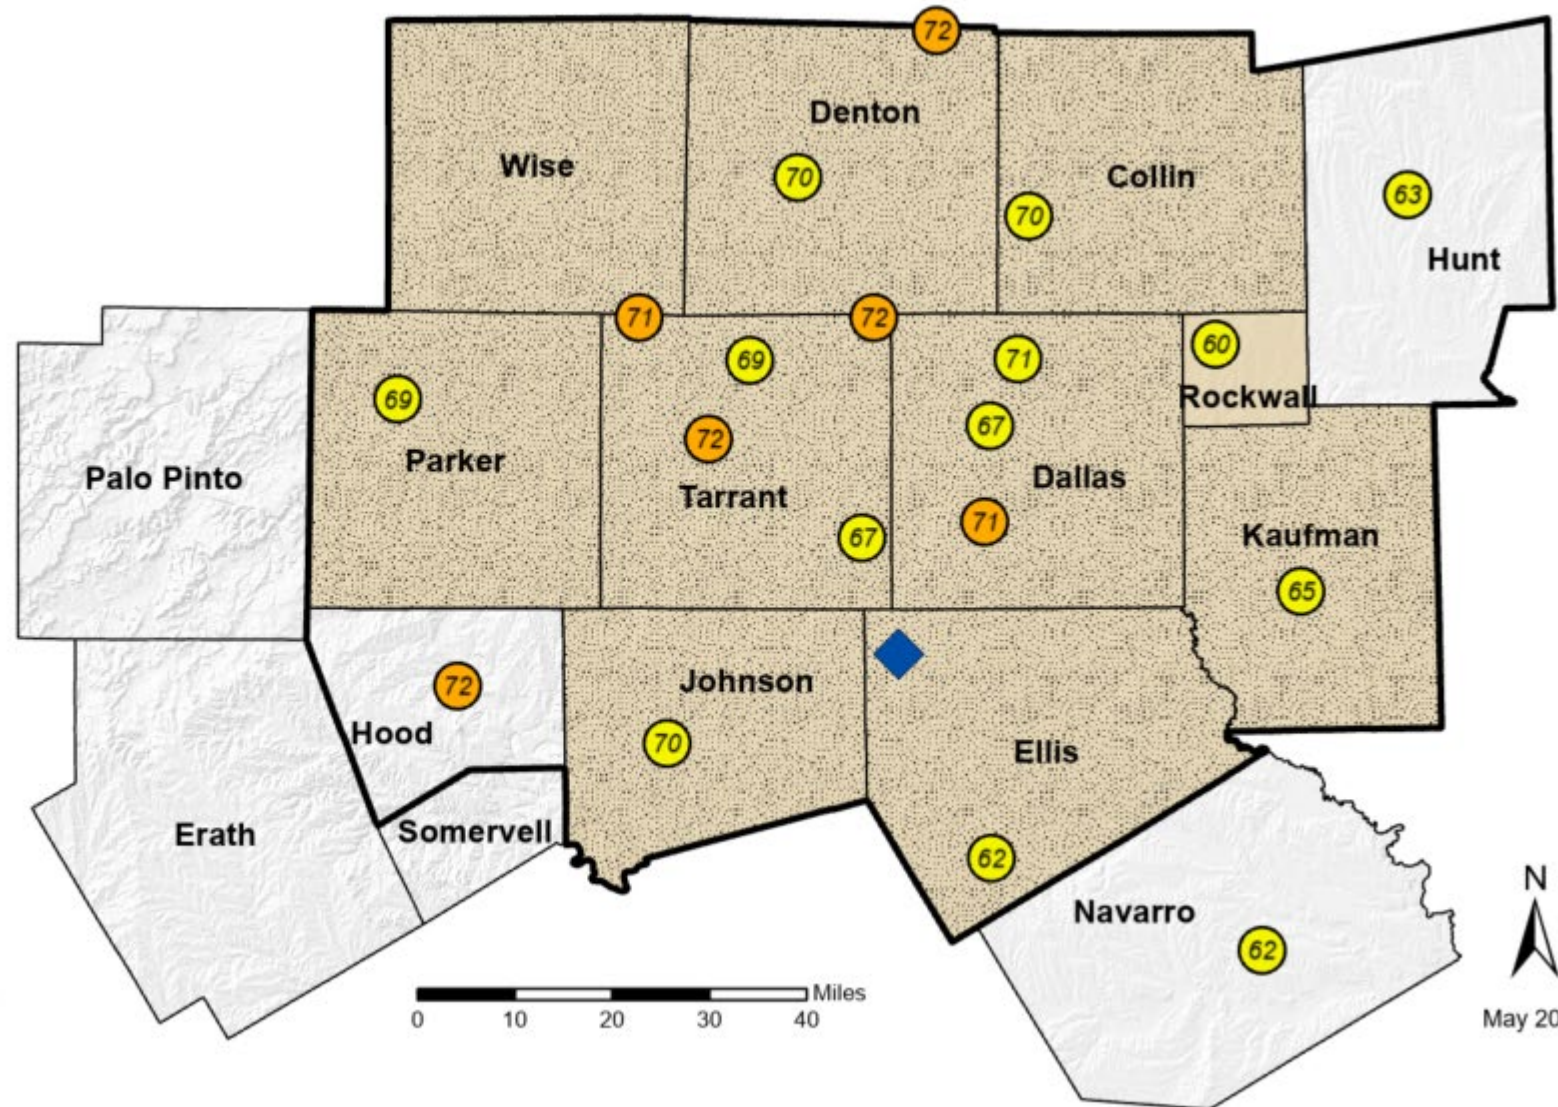 72
Denton
Wise
70
Collin
63
70
Hunt
71
72
69
71
60
69
Rockwall
67
72
Parker
Palo Pinto
Dallas
Tarrant
71
67
Kaufman
65
Johnson
72
Hood
70
Ellis
Erath
Somervell
62
N
Navarro
62
Miles
0 10 20 30 40
May 20